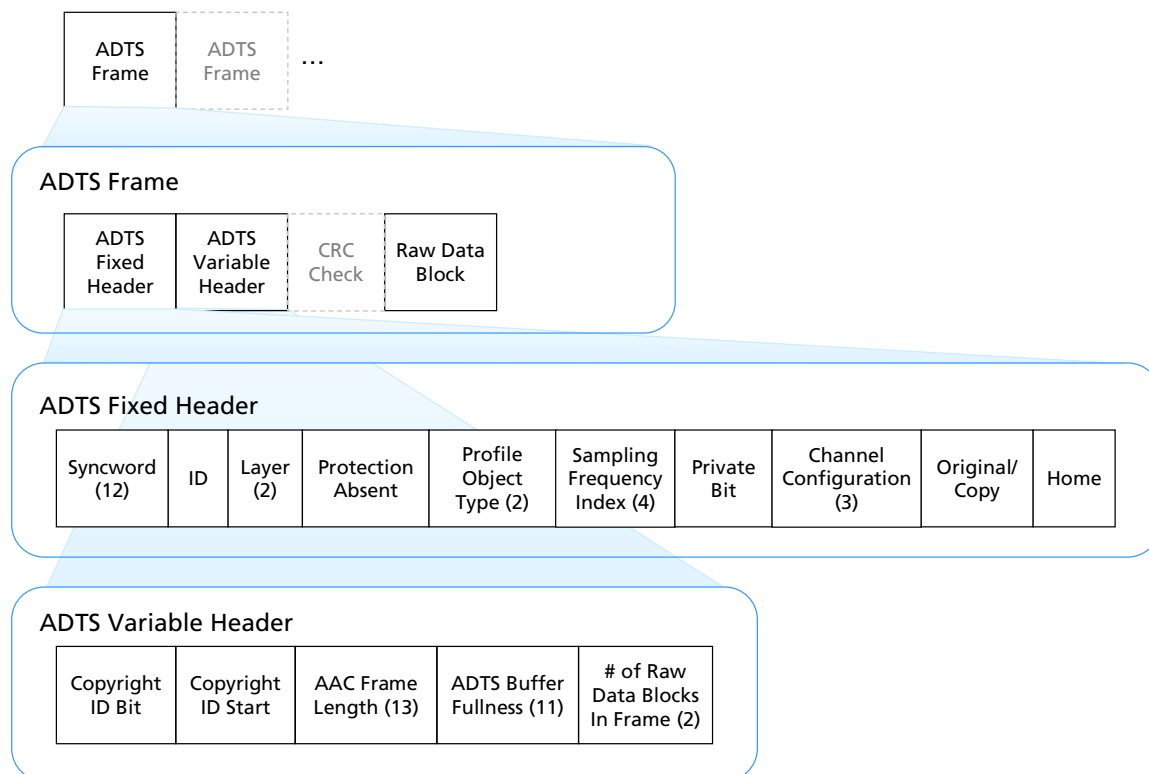 ADTS
Frame
ADTS
Frame
...
ADTS Frame
ADTS
Fixed
Header
ADTS
Variable
Header
CRC
Check
Raw Data
Block
ADTS Fixed Header
Syncword
(12)
ID
Layer
(2)
Protection
Absent
Profile
Object
Type (2)
Sampling
Frequency
Index (4)
Private
Bit
Channel
Configuration
(3)
Original/
Copy
Home
ADTS Variable Header
Copyright
ID Bit
Copyright
ID Start
AAC Frame
Length (13)
ADTS Buffer
Fullness (11)
# of Raw
Data Blocks
In Frame (2)